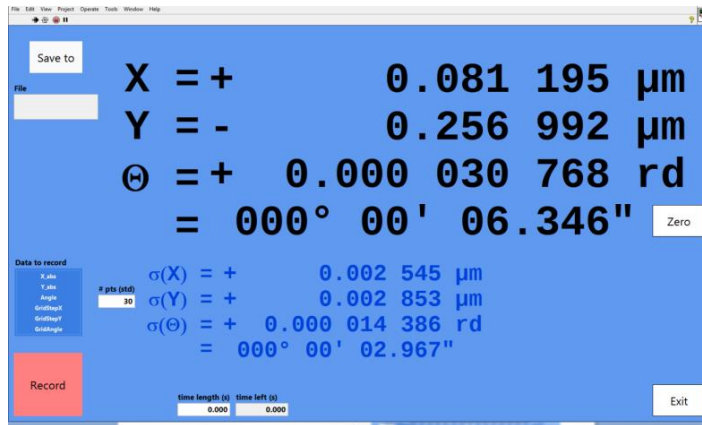 File Edit View Project Operate Tools Window Help
Save to
File
X = + 0.081 195 µm
Y = - 0.256 992 µm
Θ = + 0.000 030 768 rd
= 000° 00' 06.346"
Zero
Data to record
X_abs
Y_abs
Angle
GridStepX
GridStepY
GridAngle
# pts (std)
30
σ(X) = + 0.002 545 µm
σ(Y) = + 0.002 853 µm
σ(Θ) = + 0.000 014 386 rd
= 000° 00' 02.967"
Record
time length (s) time left (s)
0.000 0.000
Exit